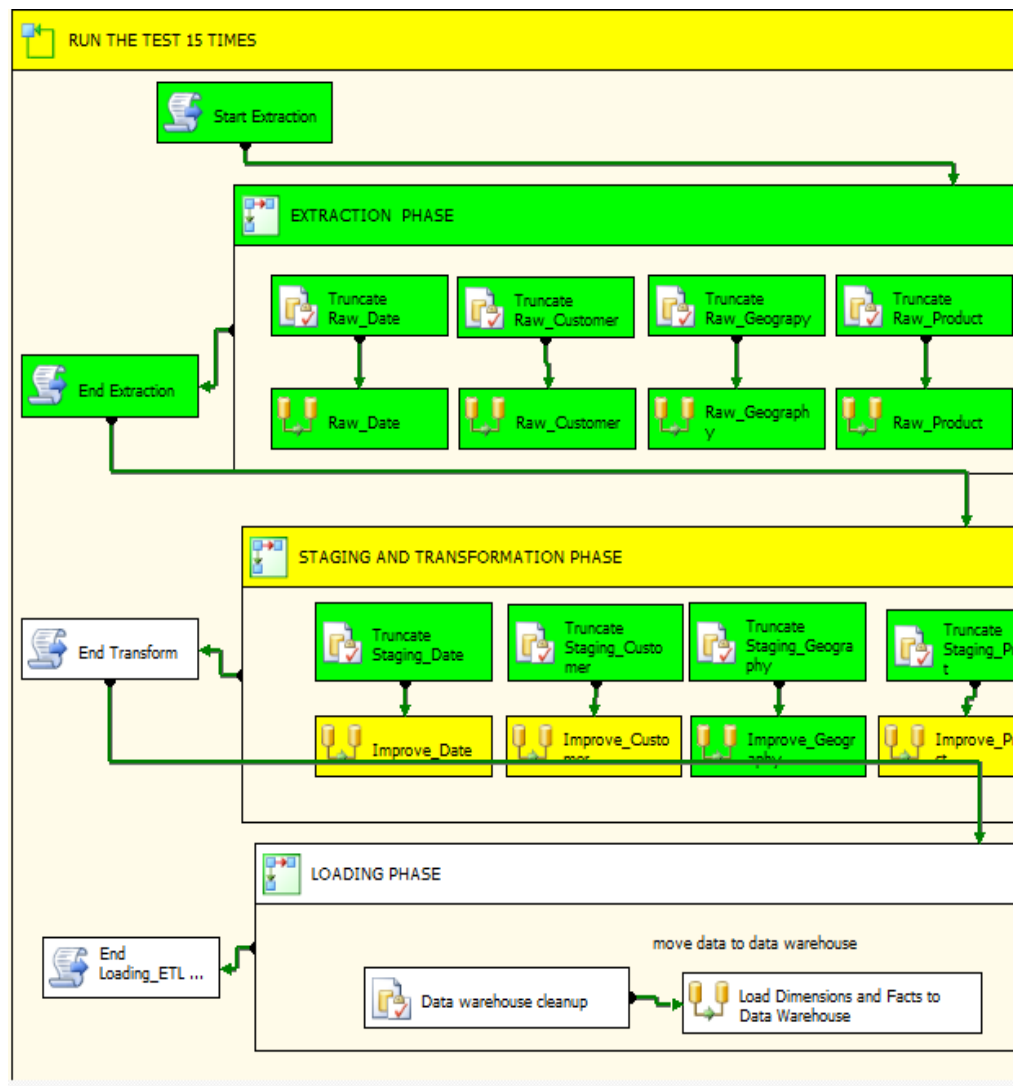 RUN THE TEST 15 TIMES
Start Extraction
EXTRACTION PHASE
Truncate
Raw_Date
Truncate
Raw_Customer
Truncate
Raw_Geograpy
Truncate
Raw_Product
End Extraction
Raw_Date
Raw_Customer
Raw_Geograph
y
Raw_Product
STAGING AND TRANSFORMATION PHASE
Truncate
Staging_Date
Truncate
Staging_Custo
mer
Truncate
Staging_Geogra
phy
Truncate
Staging_P
t
End Transform
Improve_Date
Improve_Custo
mer
Improve_Geogr
aphy
Improve_P
ct
LOADING PHASE
End
Loading_ETL ...
move data to data warehouse
Data warehouse cleanup
Load Dimensions and Facts to
Data Warehouse